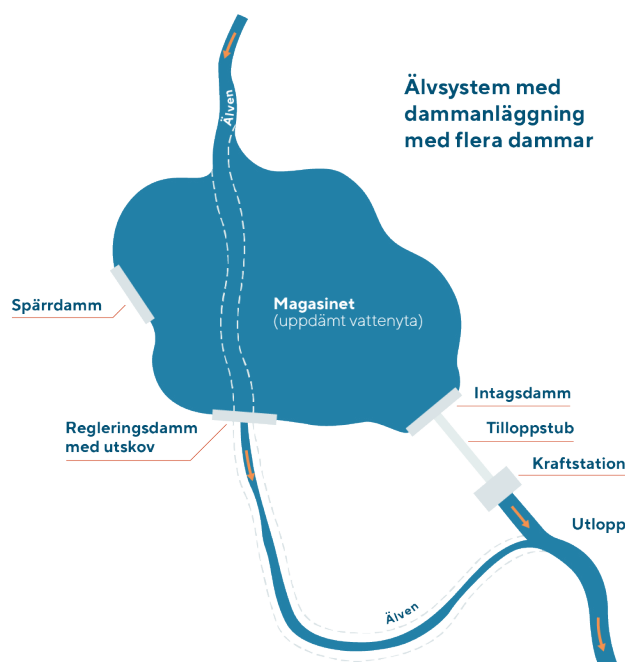 Älvsystem med
dammanläggning
med flera dammar
Älven
Spärrdamm
Magasinet
(uppdämt vattenyta)
Intagsdamm
Regleringsdamm
med utskov
Tilloppstub
Kraftstation
Utlopp
Älven